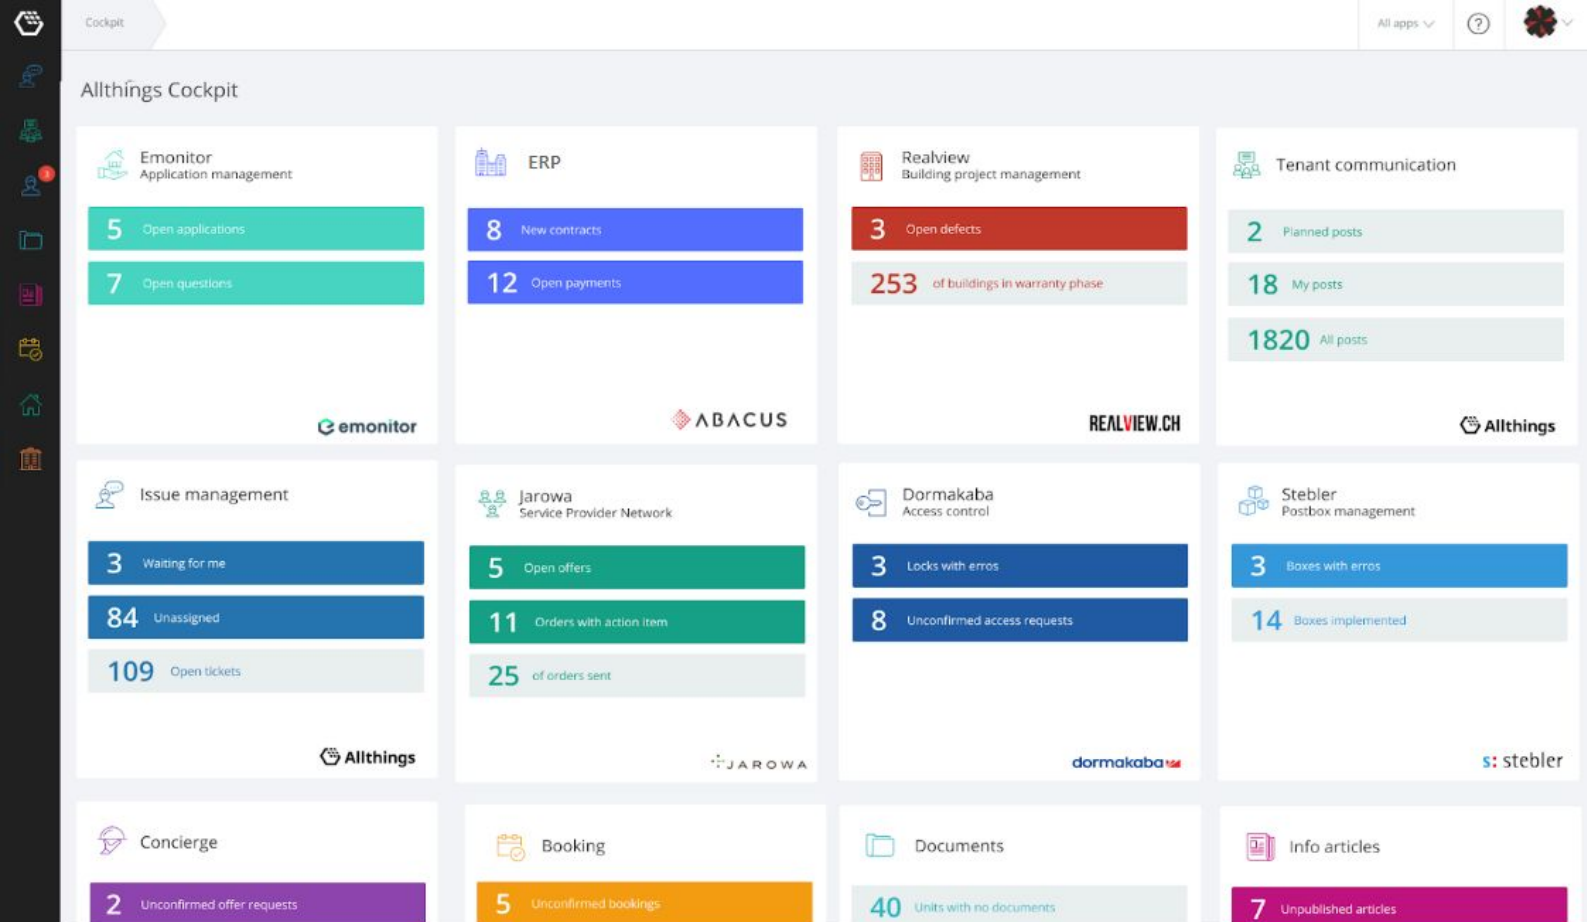 Cockpit
All apps
?
3
Allthings Cockpit
Emonitor
Application management
5 Open applications
7 Open questions
emonitor
ERP
8 New contracts
12 Open payments
ABACUS
Realview
Building project management
3 Open defects
253 of buildings in warranty phase
REALVIEW.CH
Tenant communication
2 Planned posts
18 My posts
1820 All posts
Allthings
Issue management
3 Waiting for me
84 Unassigned
109 Open tickets
Allthings
Jarowa
Service Provider Network
5 Open offers
11 Orders with action item
25 of orders sent
JAROWA
Dormakaba
Access control
3 Locks with erros
8 Unconfirmed access requests
dormakaba
Stebler
Postbox management
3 Boxes with erros
14 Boxes implemented
s: stebler
Concierge
2 Unconfirmed offer requests
Booking
5 Unconfirmed bookings
Documents
40 Units with no documents
Info articles
7 Unpublished articles